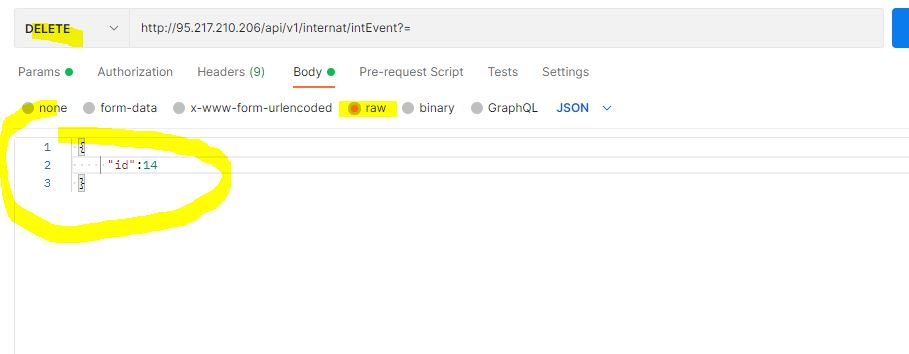 DELETE http://95.217.210.206/api/v1/internat/intEvent?=
Params Authorization Headers (9) Body Pre-request Script Tests Settings
none form-data x-www-form-urlencoded raw binary GraphQL JSON
1 {
2 "id":14
3 }